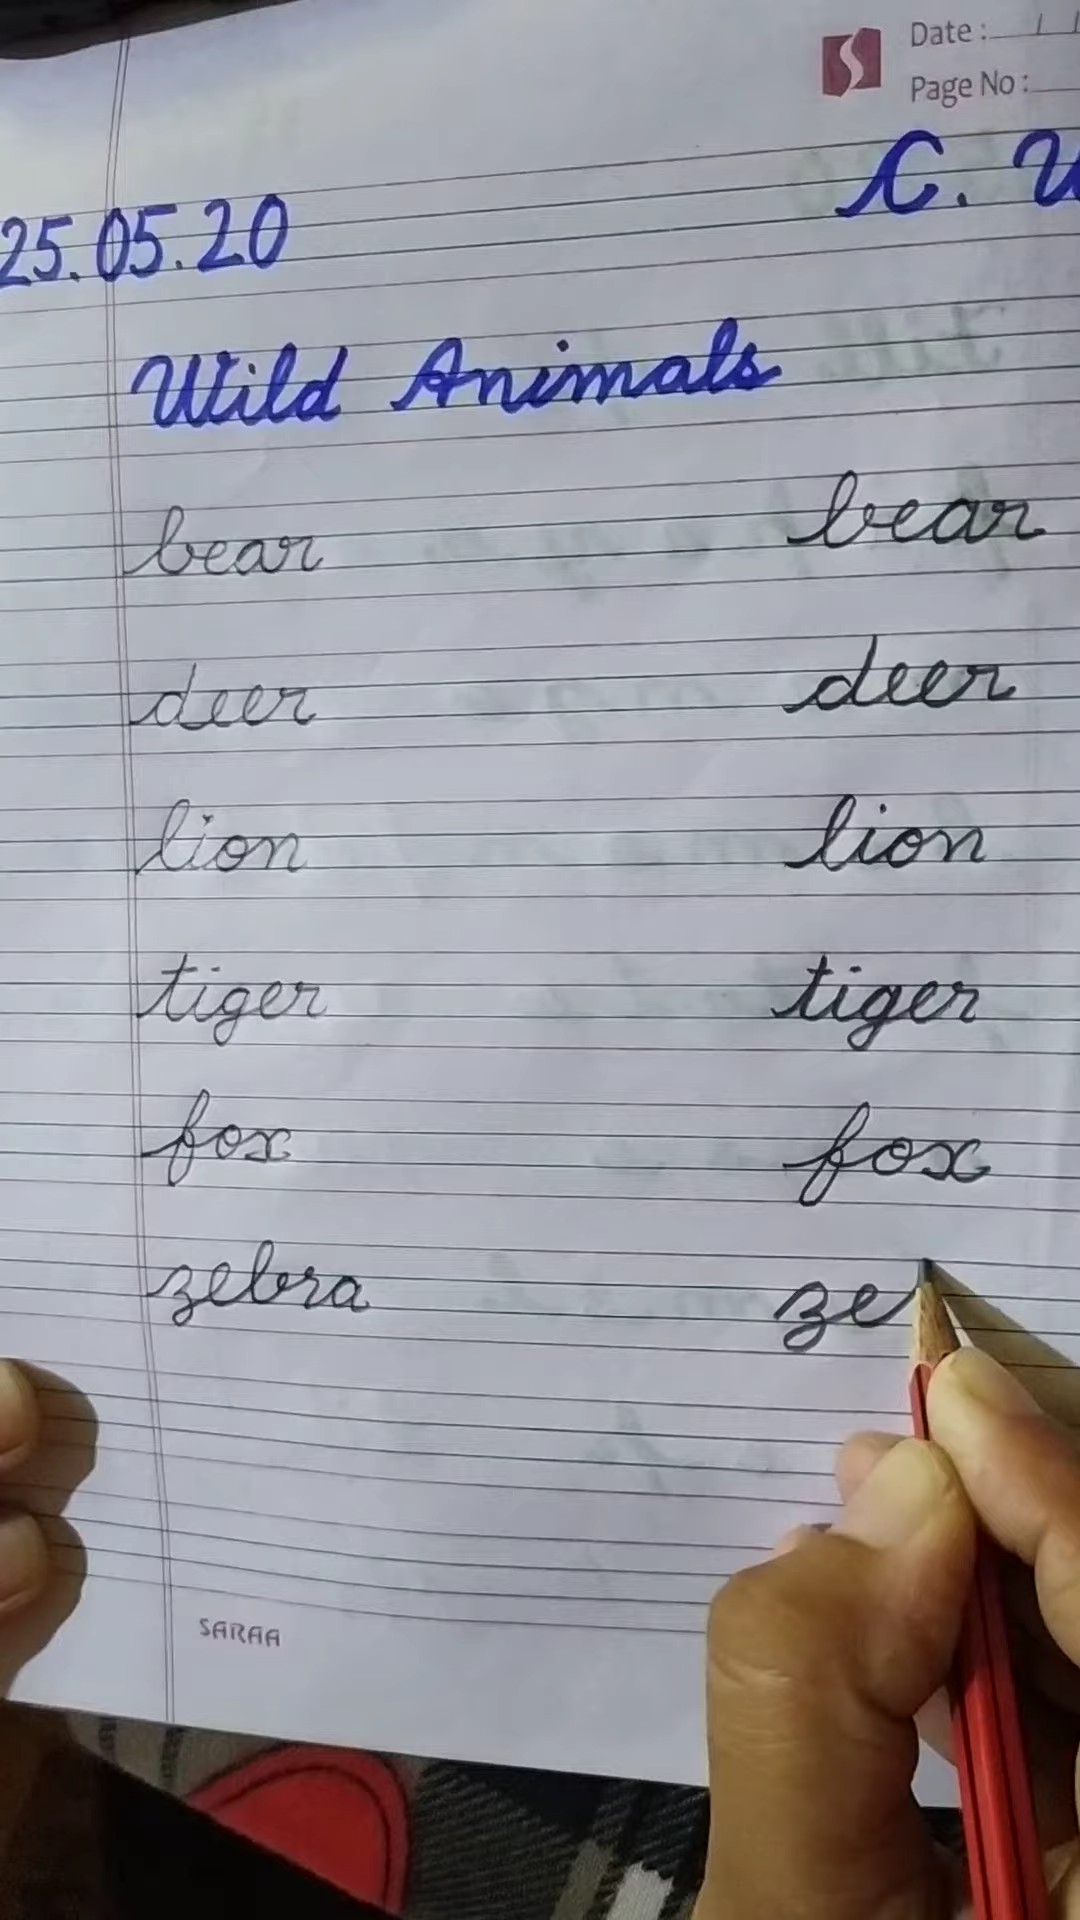 Date :
Page No :
25.05.20 C.
Wild Animals
bear bear
deer deer
lion lion
tiger tiger
fox fox
zebra ze
SARAA